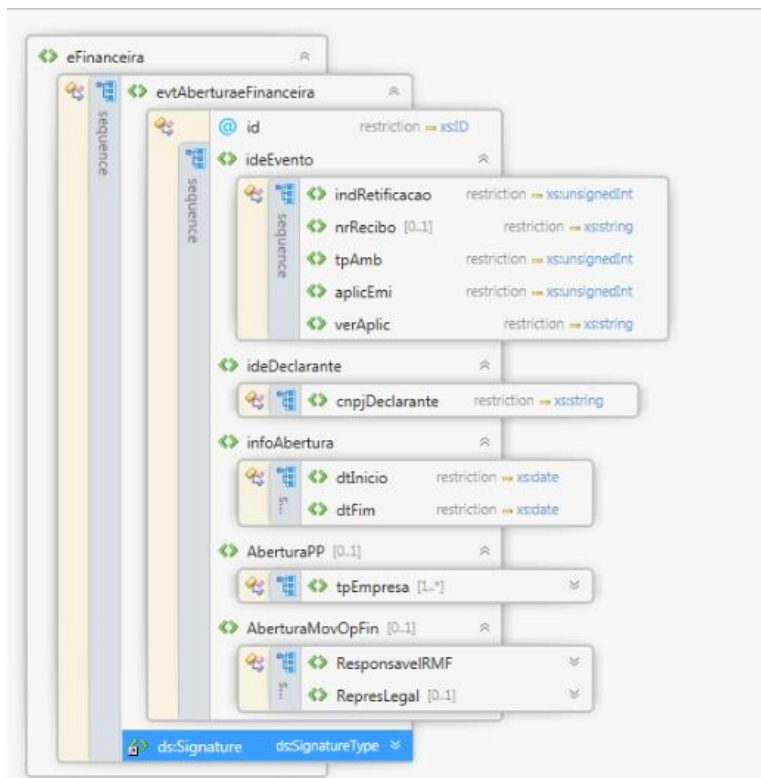 eFinanceira
sequence
evtAberturaeFinanceira
sequence
id restriction xs:ID
ideEvento
sequence
indRetificacao restriction xs:unsignedInt
nrRecibo [0..1] restriction xs:string
tpAmb restriction xs:unsignedInt
aplicEmi restriction xs:unsignedInt
verAplic restriction xs:string
ideDeclarante
cnpjDeclarante restriction xs:string
infoAbertura
s...
dtInicio restriction xs:date
dtFim restriction xs:date
AberturaPP [0..1]
tpEmpresa [1..*]
AberturaMovOpFin [0..1]
s...
ResponsavelRMF
RepresLegal [0..1]
ds:Signature ds:SignatureType